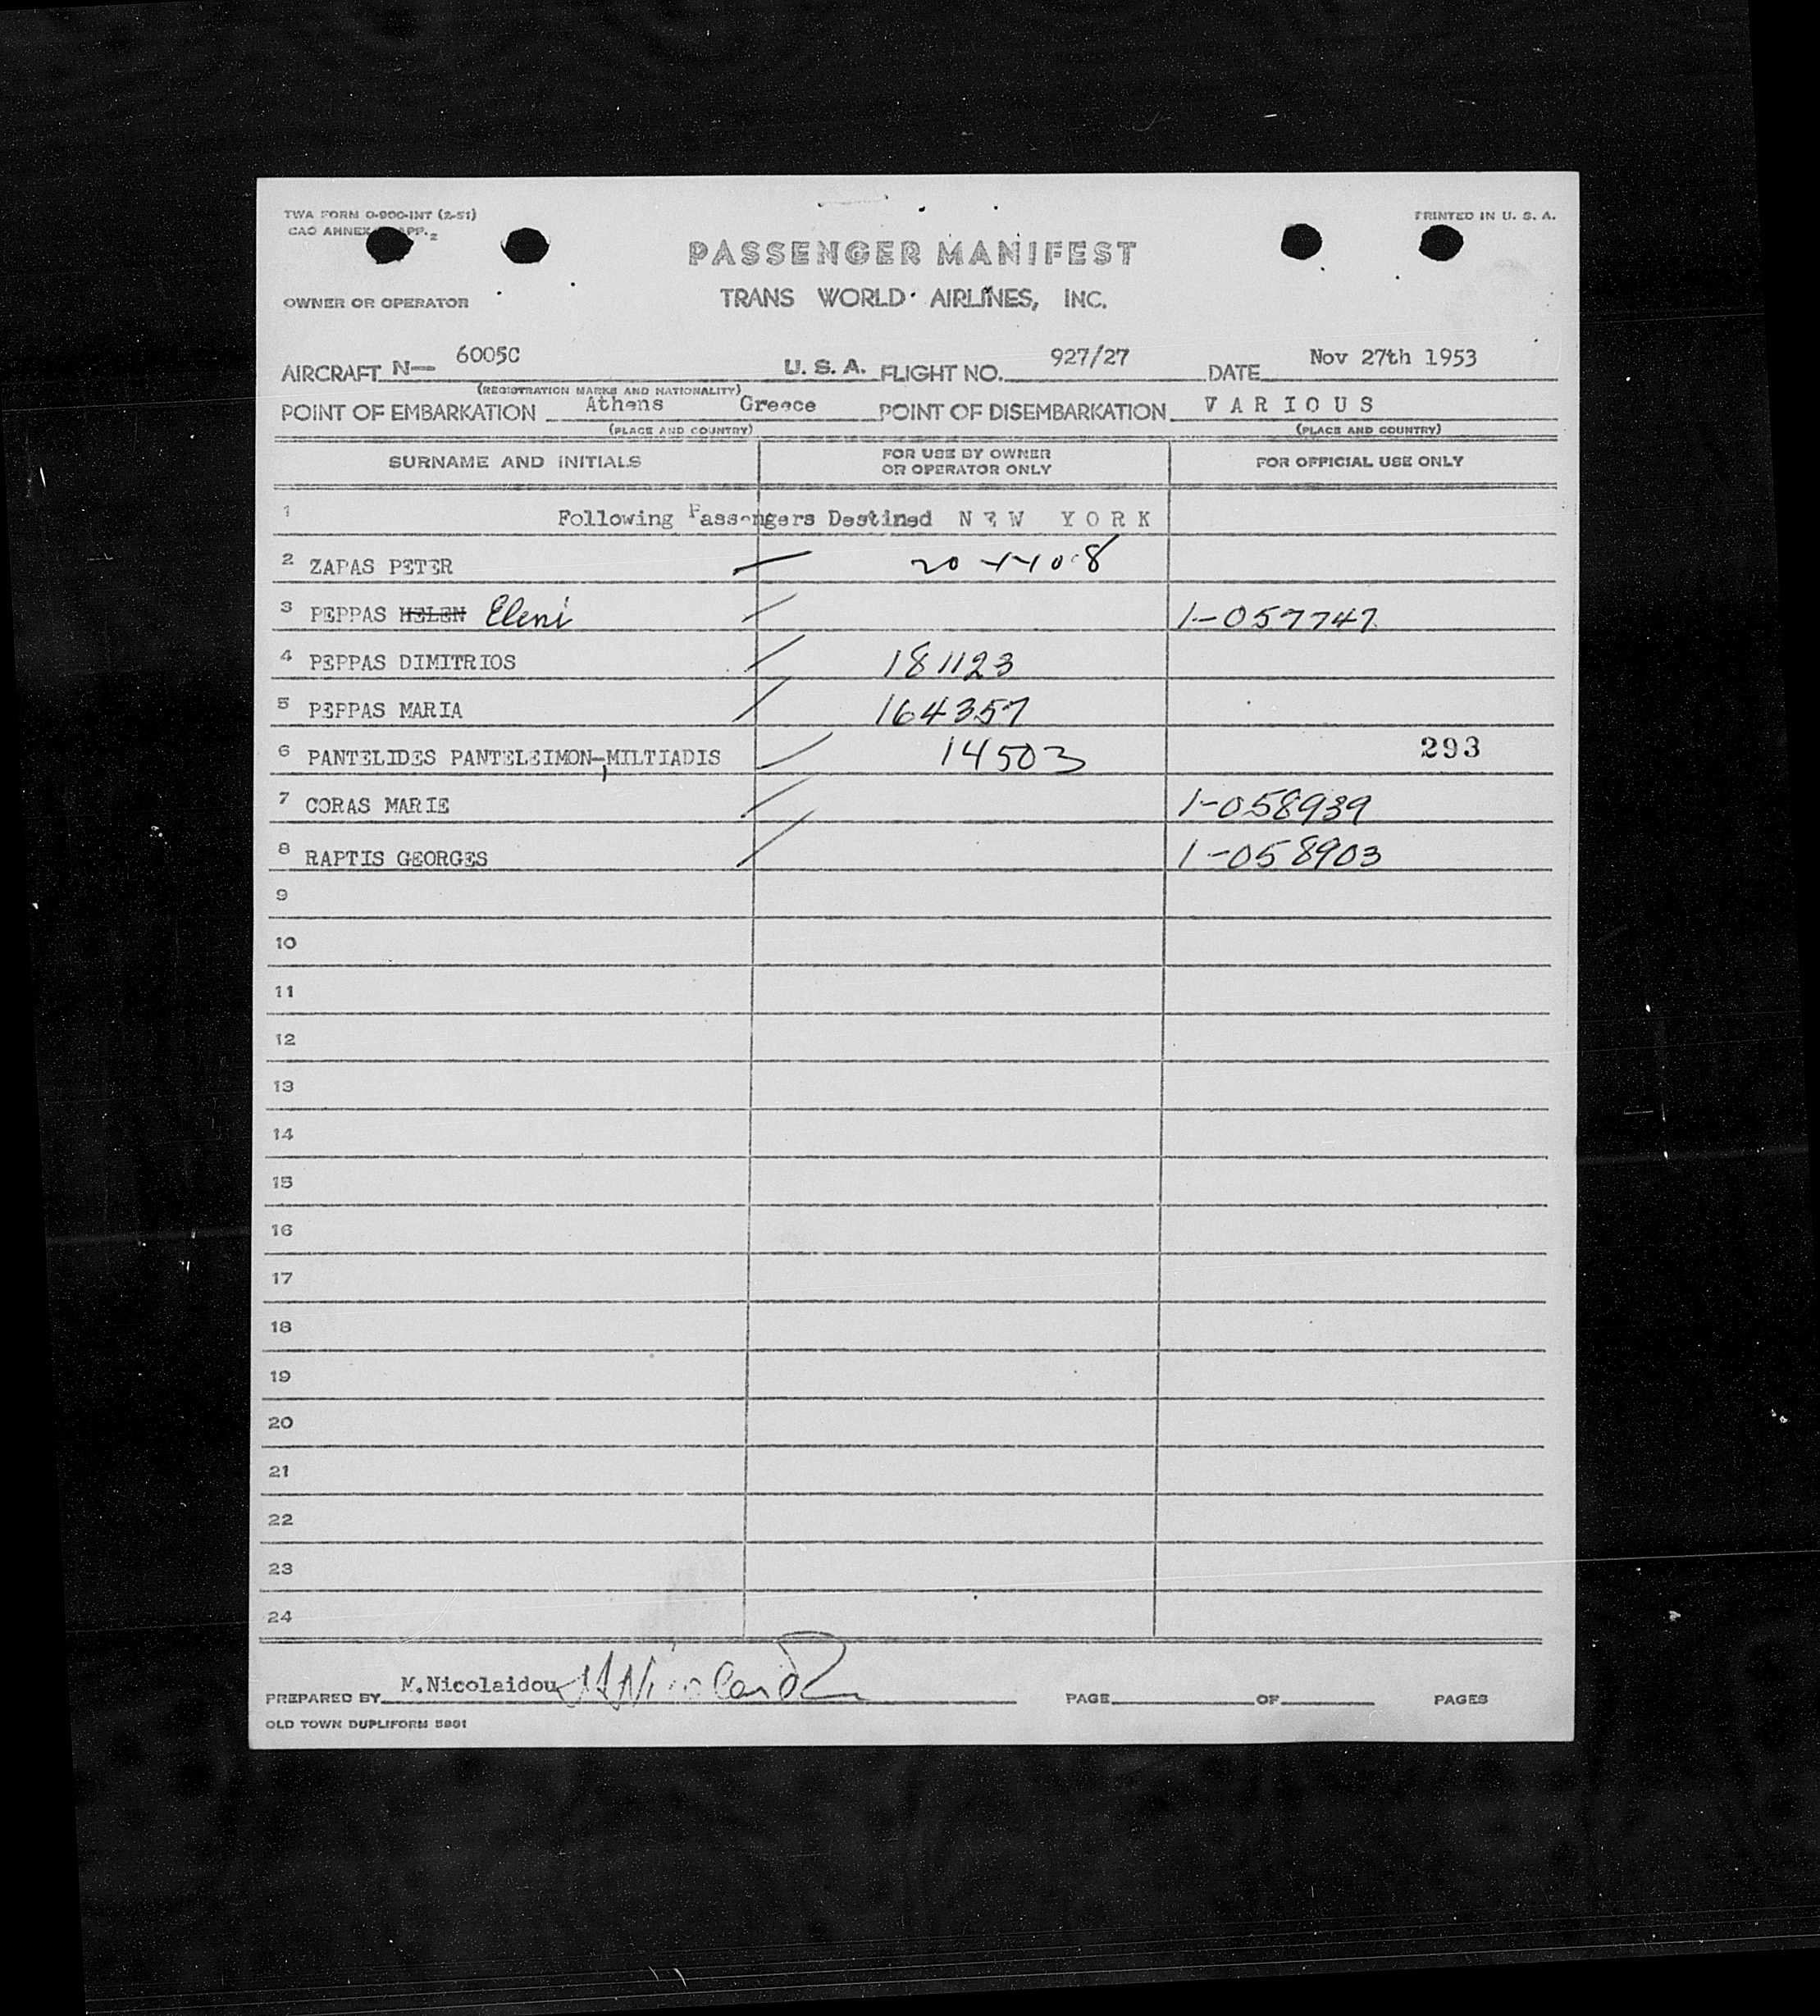 TWA FORM O-900-INT (2-51)
PRINTED IN U. S. A.
CAO ANNEX APP. 2
PASSENGER MANIFEST
OWNER OR OPERATOR
TRANS WORLD AIRLINES, INC.
AIRCRAFT N— 6005C U. S. A. FLIGHT NO. 927/27 DATE Nov 27th 1953
(REGISTRATION MARKS AND NATIONALITY)
POINT OF EMBARKATION Athens Greece POINT OF DISEMBARKATION VARIOUS
(PLACE AND COUNTRY) (PLACE AND COUNTRY)
SURNAME AND INITIALS FOR USE BY OWNER OR OPERATOR ONLY FOR OFFICIAL USE ONLY
1 Following Passengers Destined NEW YORK
2 ZAPAS PETER
3 PEPPAS HELEN Eleni 1-057747
4 PEPPAS DIMITRIOS 181123
5 PEPPAS MARIA 164357
6 PANTELIDES PANTELEIMON-,MILTIADIS 14503 293
7 CORAS MARIE 1-058939
8 RAPTIS GEORGES 1-058903
9
10
11
12
13
14
15
16
17
18
19
20
21
22
23
24
PREPARED BY M.Nicolaidou M Nicolaidou PAGE OF PAGES
OLD TOWN DUPLIFORM 5801